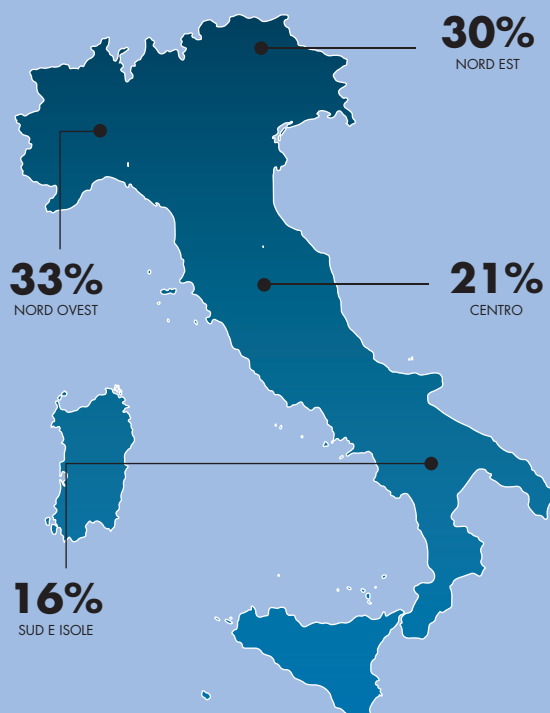 30%
NORD EST
33%
NORD OVEST
21%
CENTRO
16%
SUD E ISOLE